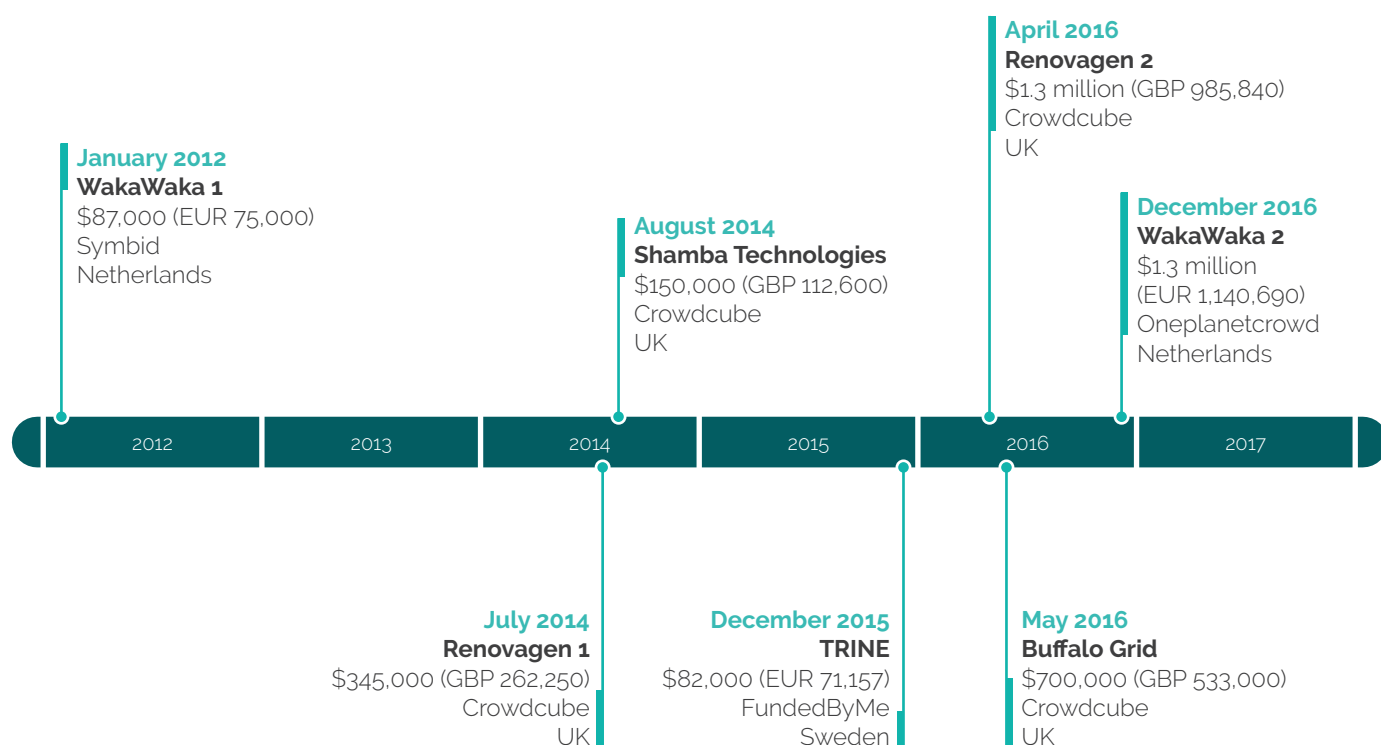 April 2016
Renovagen 2
$1.3 million (GBP 985,840)
Crowdcube
UK
January 2012
WakaWaka 1
$87,000 (EUR 75,000)
Symbid
Netherlands
August 2014
Shamba Technologies
$150,000 (GBP 112,600)
Crowdcube
UK
December 2016
WakaWaka 2
$1.3 million
(EUR 1,140,690)
Oneplanetcrowd
Netherlands
2012
2013
2014
2015
2016
2017
July 2014
Renovagen 1
$345,000 (GBP 262,250)
Crowdcube
UK
December 2015
TRINE
$82,000 (EUR 71,157)
FundedByMe
Sweden
May 2016
Buffalo Grid
$700,000 (GBP 533,000)
Crowdcube
UK